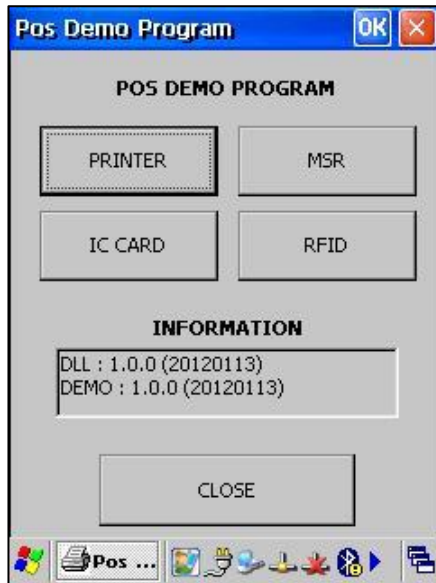 Pos Demo Program OK
POS DEMO PROGRAM
PRINTER MSR
IC CARD RFID
INFORMATION
DLL : 1.0.0 (20120113)
DEMO : 1.0.0 (20120113)
CLOSE
Pos ...